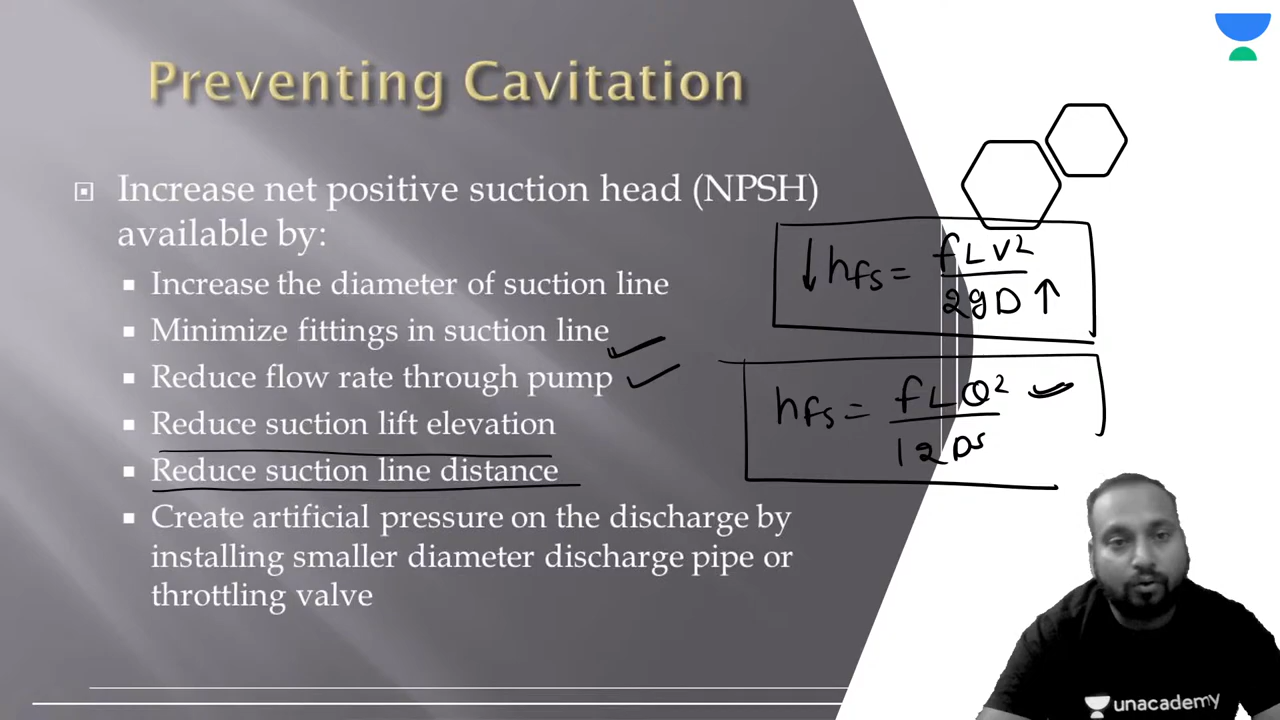 Preventing Cavitation
Increase net positive suction head (NPSH)
available by:
Increase the diameter of suction line
Minimize fittings in suction line
Reduce flow rate through pump
Reduce suction lift elevation
Reduce suction line distance
Create artificial pressure on the discharge by
installing smaller diameter discharge pipe or
throttling valve
↓ hfs = fLV²
2gD ↑
hfs = fLQ²
12D⁵
unacademy